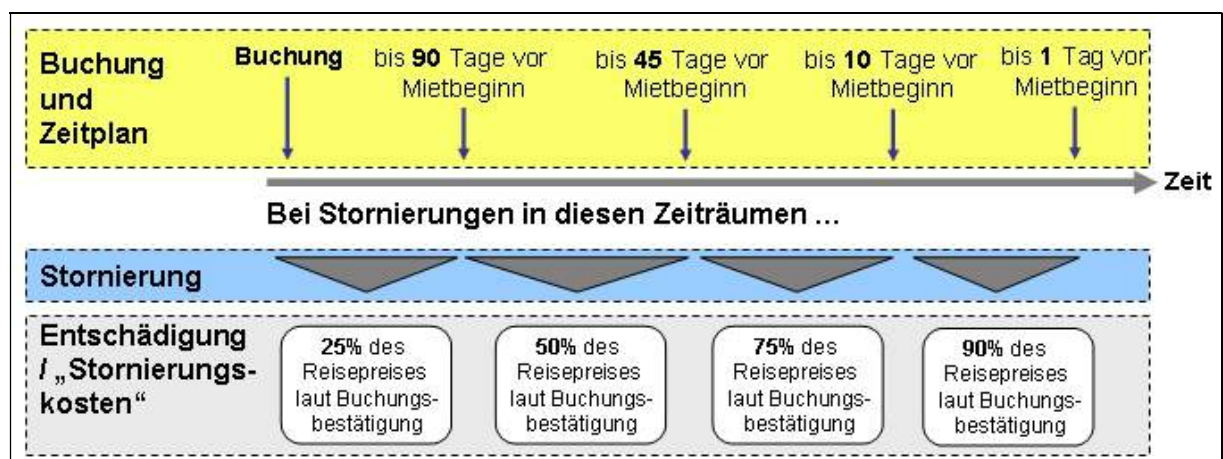 Buchung
und
Zeitplan
Buchung
bis 90 Tage vor
Mietbeginn
bis 45 Tage vor
Mietbeginn
bis 10 Tage vor
Mietbeginn
bis 1 Tag vor
Mietbeginn
Zeit
Bei Stornierungen in diesen Zeiträumen ...
Stornierung
Entschädigung
/ „Stornierungs-
kosten“
25% des
Reisepreises
laut Buchungs-
bestätigung
50% des
Reisepreises
laut Buchungs-
bestätigung
75% des
Reisepreises
laut Buchungs-
bestätigung
90% des
Reisepreises
laut Buchungs-
bestätigung